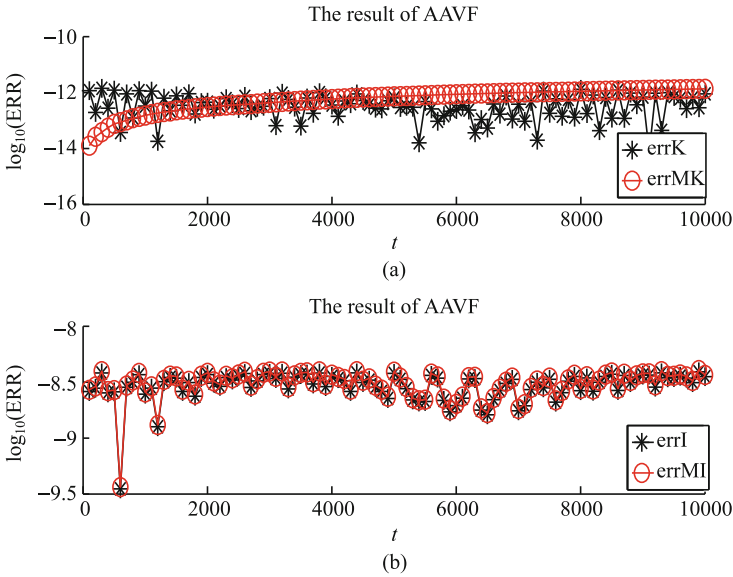 The result of AAVF
−10
−12
−14
−16
log₁₀(ERR)
errK
errMK
0 2000 4000 6000 8000 10000
t
(a)
The result of AAVF
−8
−8.5
−9
−9.5
log₁₀(ERR)
errI
errMI
0 2000 4000 6000 8000 10000
t
(b)